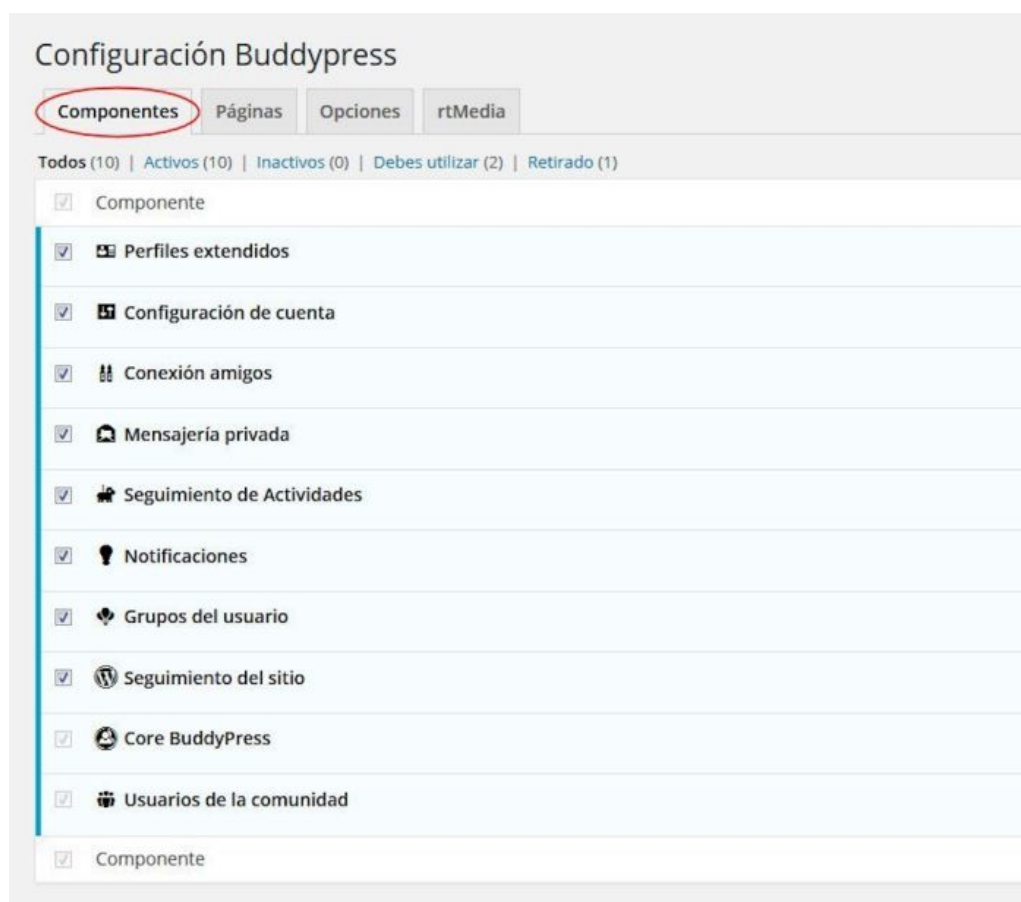 Configuración Buddypress
Componentes Páginas Opciones rtMedia
Todos (10) | Activos (10) | Inactivos (0) | Debes utilizar (2) | Retirado (1)
Componente
Perfiles extendidos
Configuración de cuenta
Conexión amigos
Mensajería privada
Seguimiento de Actividades
Notificaciones
Grupos del usuario
Seguimiento del sitio
Core BuddyPress
Usuarios de la comunidad
Componente